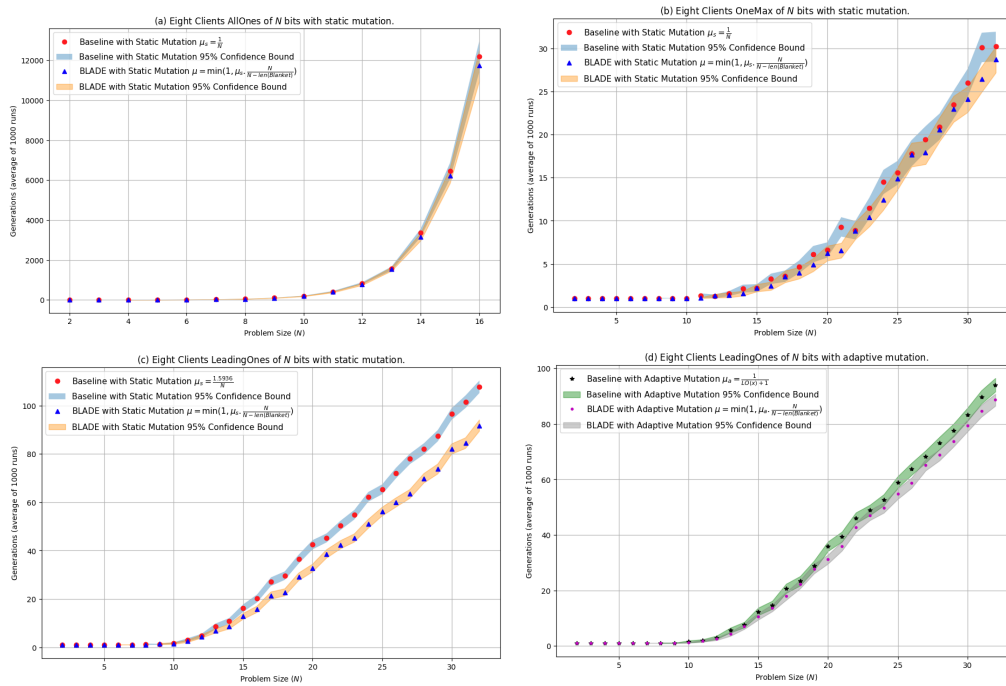 (a) Eight Clients AllOnes of N bits with static mutation.
Baseline with Static Mutation μ_s = 1/N
Baseline with Static Mutation 95% Confidence Bound
BLADE with Static Mutation μ = min(1, μ_s. N/(N−len(Blanket)))
BLADE with Static Mutation 95% Confidence Bound
Generations (average of 1000 runs)
12000
10000
8000
6000
4000
2000
0
2 4 6 8 10 12 14 16
Problem Size (N)
(b) Eight Clients OneMax of N bits with static mutation.
Baseline with Static Mutation μ_s = 1/N
Baseline with Static Mutation 95% Confidence Bound
BLADE with Static Mutation μ = min(1, μ_s. N/(N−len(Blanket)))
BLADE with Static Mutation 95% Confidence Bound
Generations (average of 1000 runs)
30
25
20
15
10
5
0
5 10 15 20 25 30
Problem Size (N)
(c) Eight Clients LeadingOnes of N bits with static mutation.
Baseline with Static Mutation μ_s = 1.5936/N
Baseline with Static Mutation 95% Confidence Bound
BLADE with Static Mutation μ = min(1, μ_s. N/(N−len(Blanket)))
BLADE with Static Mutation 95% Confidence Bound
Generations (average of 1000 runs)
100
80
60
40
20
0
5 10 15 20 25 30
Problem Size (N)
(d) Eight Clients LeadingOnes of N bits with adaptive mutation.
Baseline with Adaptive Mutation μ_a = 1/(LO(x)+1)
Baseline with Adaptive Mutation 95% Confidence Bound
BLADE with Adaptive Mutation μ = min(1, μ_a. N/(N−len(Blanket)))
BLADE with Adaptive Mutation 95% Confidence Bound
Generations (average of 1000 runs)
100
80
60
40
20
0
5 10 15 20 25 30
Problem Size (N)